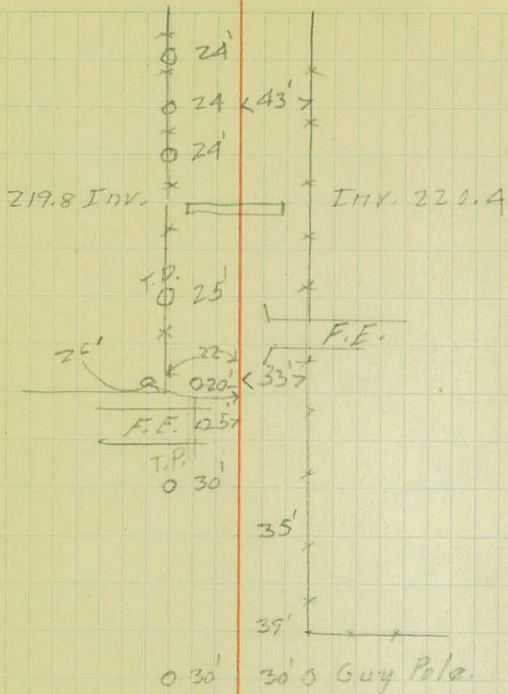 24'
24 <43'>
24'
219.8 Inv. Inv. 220.4
T.P.
25'
F.E.
22
20' <33'>
F.E. 25'>
T.P.
30'
35'
39'
30' 30' Guy Pole.